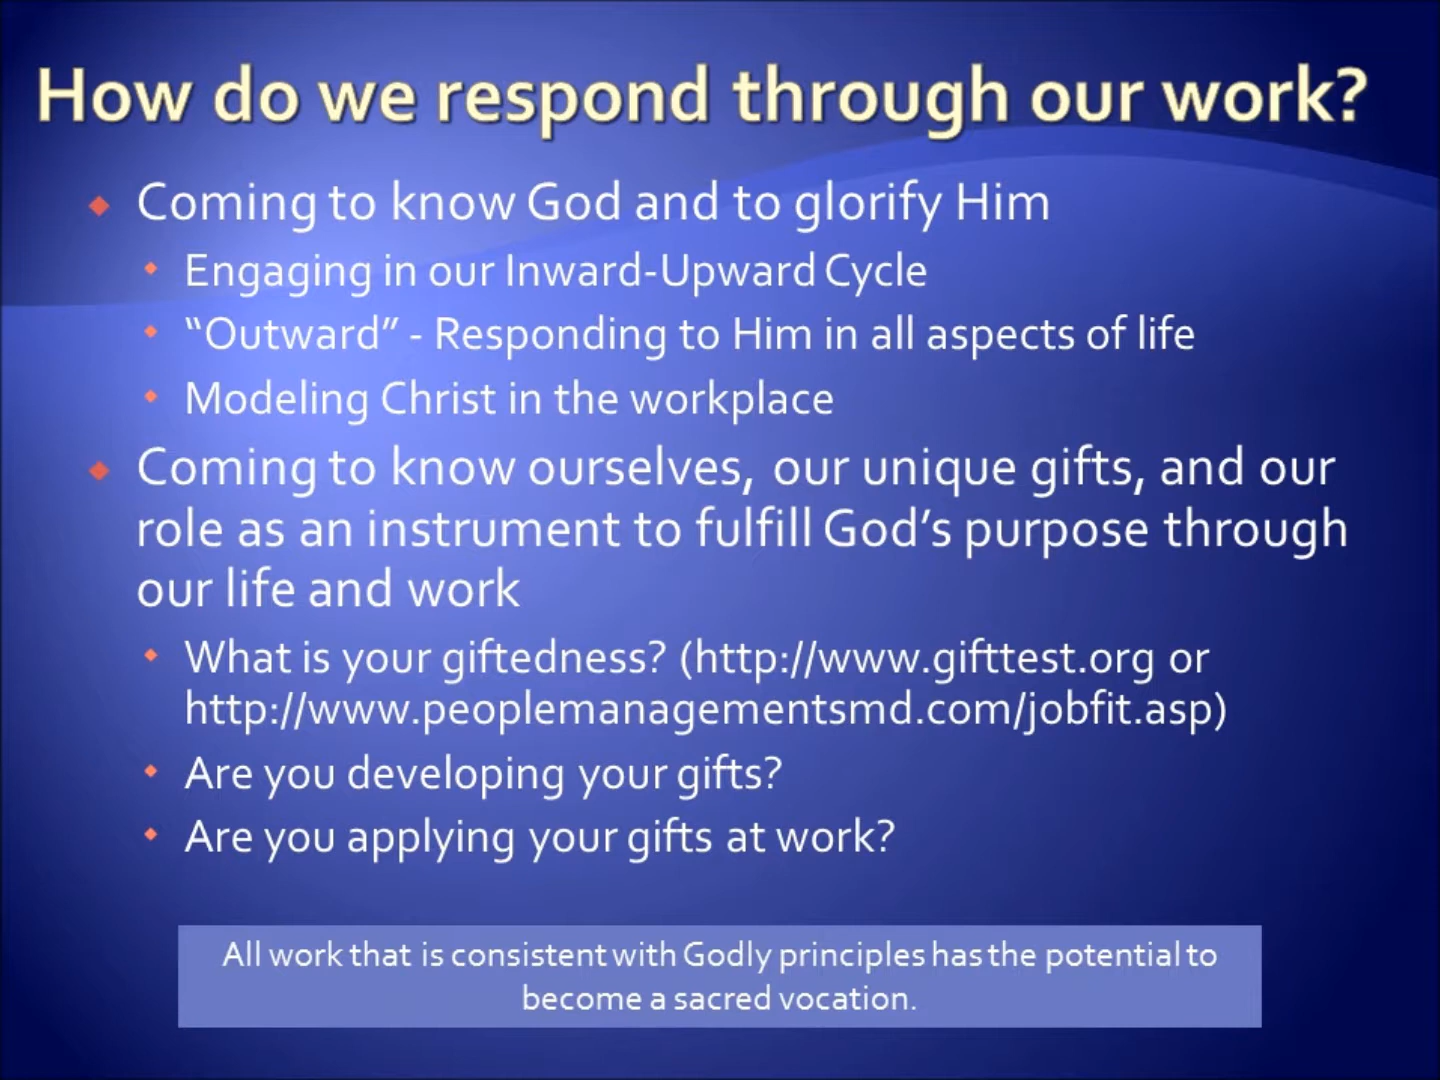 How do we respond through our work?
Coming to know God and to glorify Him
Engaging in our Inward-Upward Cycle
“Outward” - Responding to Him in all aspects of life
Modeling Christ in the workplace
Coming to know ourselves, our unique gifts, and our
role as an instrument to fulfill God’s purpose through
our life and work
What is your giftedness? (http://www.gifttest.org or
http://www.peoplemanagementsmd.com/jobfit.asp)
Are you developing your gifts?
Are you applying your gifts at work?
All work that is consistent with Godly principles has the potential to
become a sacred vocation.